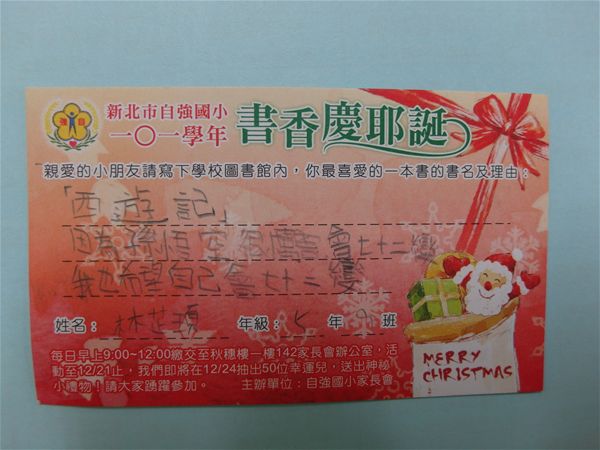 強 自
新北市自強國小
一〇一學年
書香慶耶誕
親愛的小朋友請寫下學校圖書館內，你最喜愛的一本書的書名及理由：
「西遊記」
因為孫悟空很酷會七十二變
我也希望自己會七十二變
姓名：林芷 年級：5年9班
每日早上9:00~12:00繳交至秋穗樓一樓142家長會辦公室，活
動至12/21止，我們即將在12/24抽出50位幸運兒，送出神秘
小禮物！請大家踴躍參加。 主辦單位：自強國小家長會
MERRY
CHRISTMAS